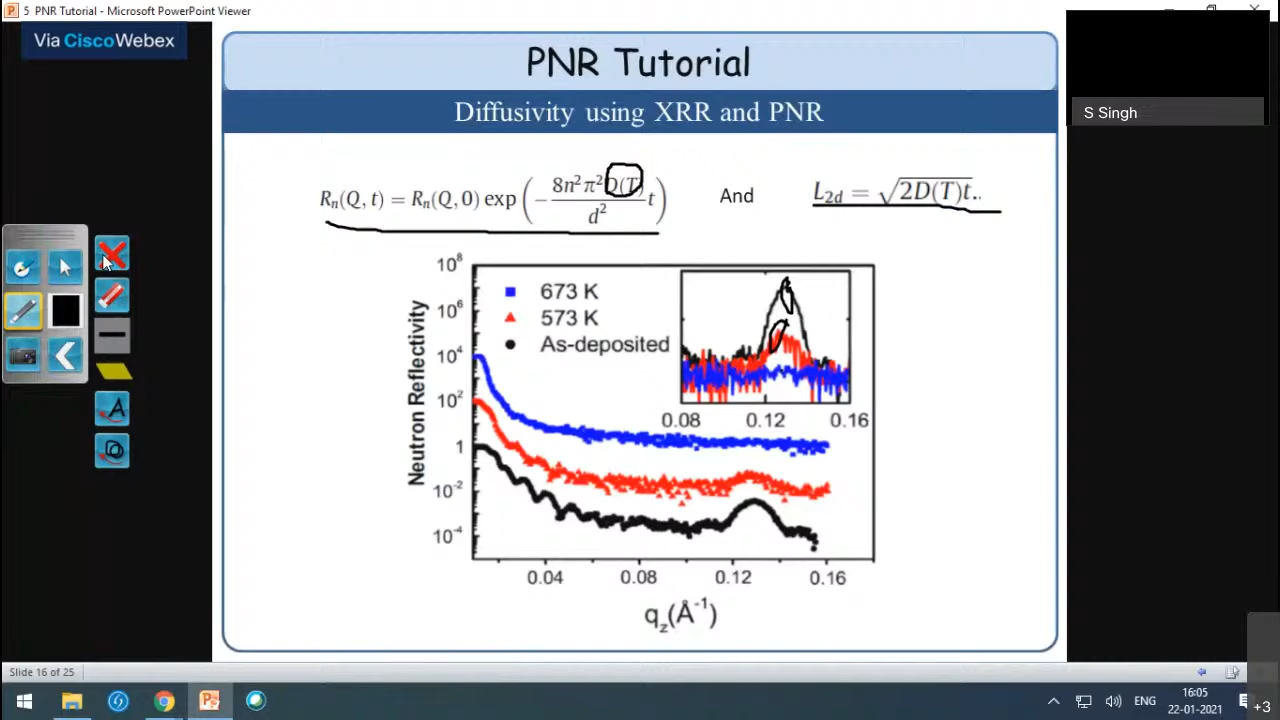 5 PNR Tutorial - Microsoft PowerPoint Viewer
Via CiscoWebex
PNR Tutorial
Diffusivity using XRR and PNR
Rₙ(Q, t) = Rₙ(Q, 0) exp (− 8n²π²D(T) / d² t) And L₂d = √2D(T)t..
S Singh
Neutron Reflectivity
10⁸
10⁶
10⁴
10²
1
10⁻²
10⁻⁴
673 K
573 K
As-deposited
0.08 0.12 0.16
0.04 0.08 0.12 0.16
q_z(Å⁻¹)
A
Slide 16 of 25
ENG
16:05
22-01-2021
+3